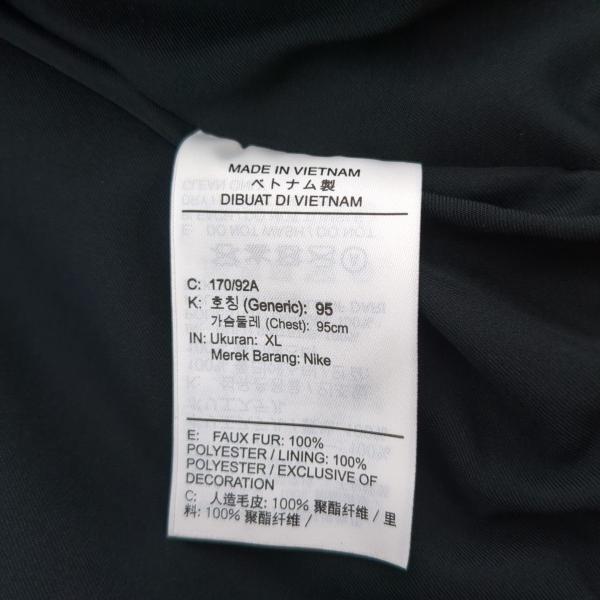 MADE IN VIETNAM
ベトナム製
DIBUAT DI VIETNAM
C: 170/92A
K: 호칭 (Generic): 95
가슴둘레 (Chest): 95cm
IN: Ukuran: XL
Merek Barang: Nike
E: FAUX FUR: 100%
POLYESTER / LINING: 100%
POLYESTER / EXCLUSIVE OF
DECORATION
C: 人造毛皮: 100% 聚酯纤维 / 里
料: 100% 聚酯纤维 /